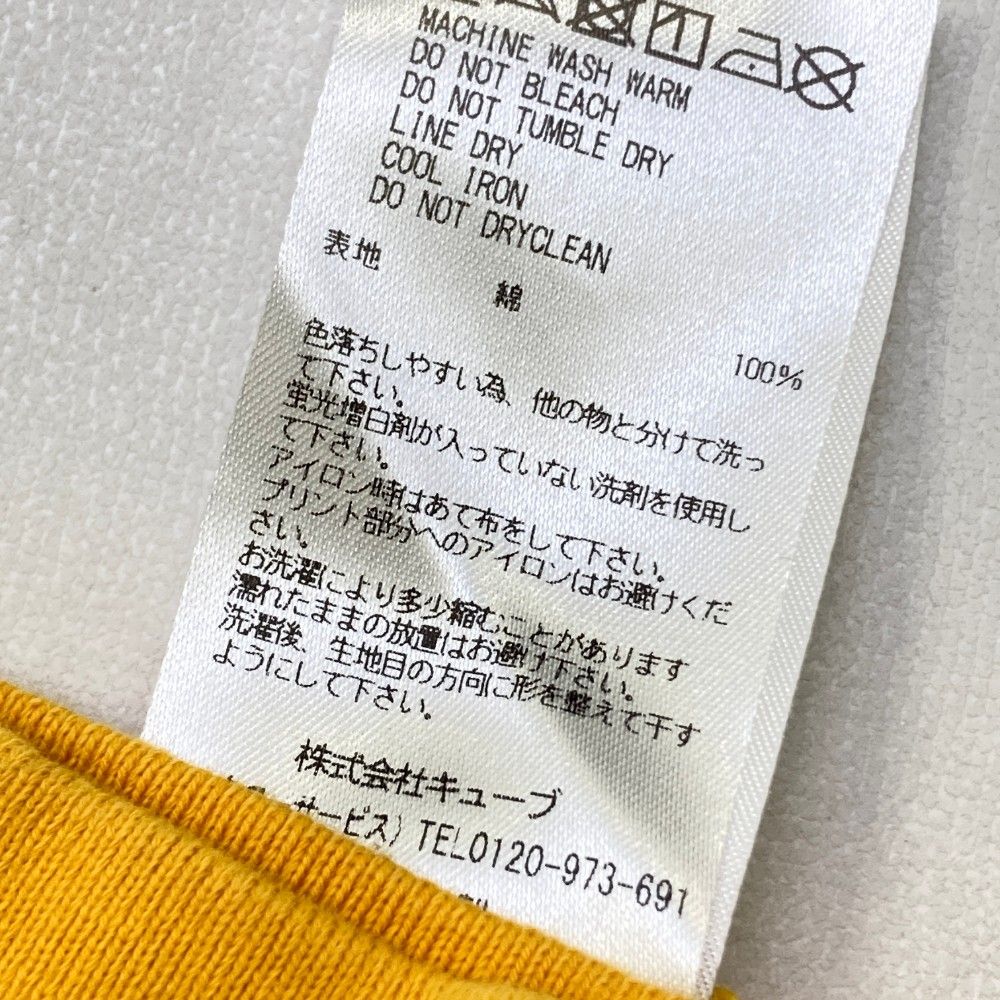 MACHINE WASH WARM
DO NOT BLEACH
DO NOT TUMBLE DRY
LINE DRY
COOL IRON
DO NOT DRYCLEAN
表地 綿 100%
色落ちしやすい為、他の物と分けて洗っ
て下さい。
蛍光増白剤が入っていない洗剤を使用し
て下さい。
アイロン時はあて布をして下さい。
プリント部分へのアイロンはお避けくだ
さい。
お洗濯により多少縮むことがあります
濡れたままの放置はお避け下さい。
洗濯後、生地目の方向に形を整えて干す
ようにして下さい。
株式会社キューブ
サービス) TEL0120-973-691